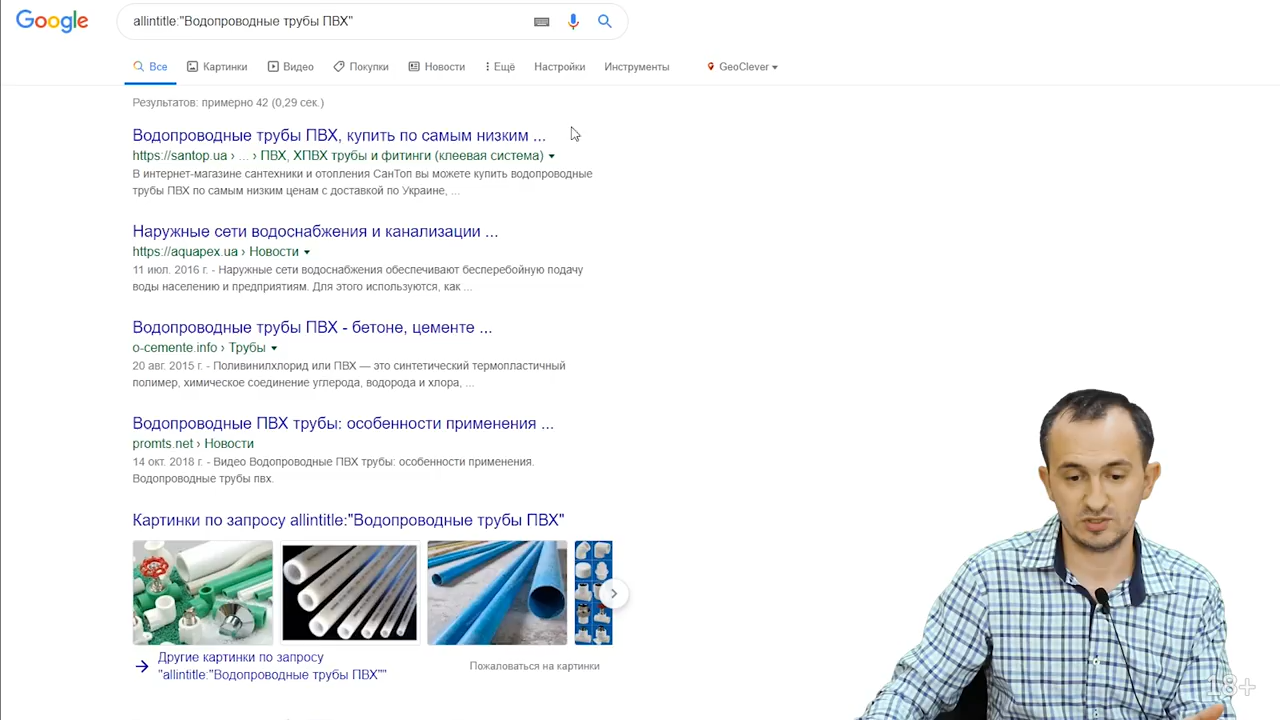 Google
allintitle:"Водопроводные трубы ПВХ"
Все Картинки Видео Покупки Новости Ещё Настройки Инструменты GeoClever
Результатов: примерно 42 (0,29 сек.)
Водопроводные трубы ПВХ, купить по самым низким ...
https://santop.ua › ... › ПВХ, ХПВХ трубы и фитинги (клеевая система)
В интернет-магазине сантехники и отопления СанТоп вы можете купить водопроводные
трубы ПВХ по самым низким ценам с доставкой по Украине, ...
Наружные сети водоснабжения и канализации ...
https://aquapex.ua › Новости
11 июл. 2016 г. - Наружные сети водоснабжения обеспечивают бесперебойную подачу
воды населению и предприятиям. Для этого используются, как ...
Водопроводные трубы ПВХ - бетоне, цементе ...
o-cemente.info › Трубы
20 авг. 2015 г. - Поливинилхлорид или ПВХ — это синтетический термопластичный
полимер, химическое соединение углерода, водорода и хлора, ...
Водопроводные ПВХ трубы: особенности применения ...
promts.net › Новости
14 окт. 2018 г. - Видео Водопроводные ПВХ трубы: особенности применения.
Водопроводные трубы пвх.
Картинки по запросу allintitle:"Водопроводные трубы ПВХ"
Другие картинки по запросу
"allintitle:"Водопроводные трубы ПВХ""
Пожаловаться на картинки
18+